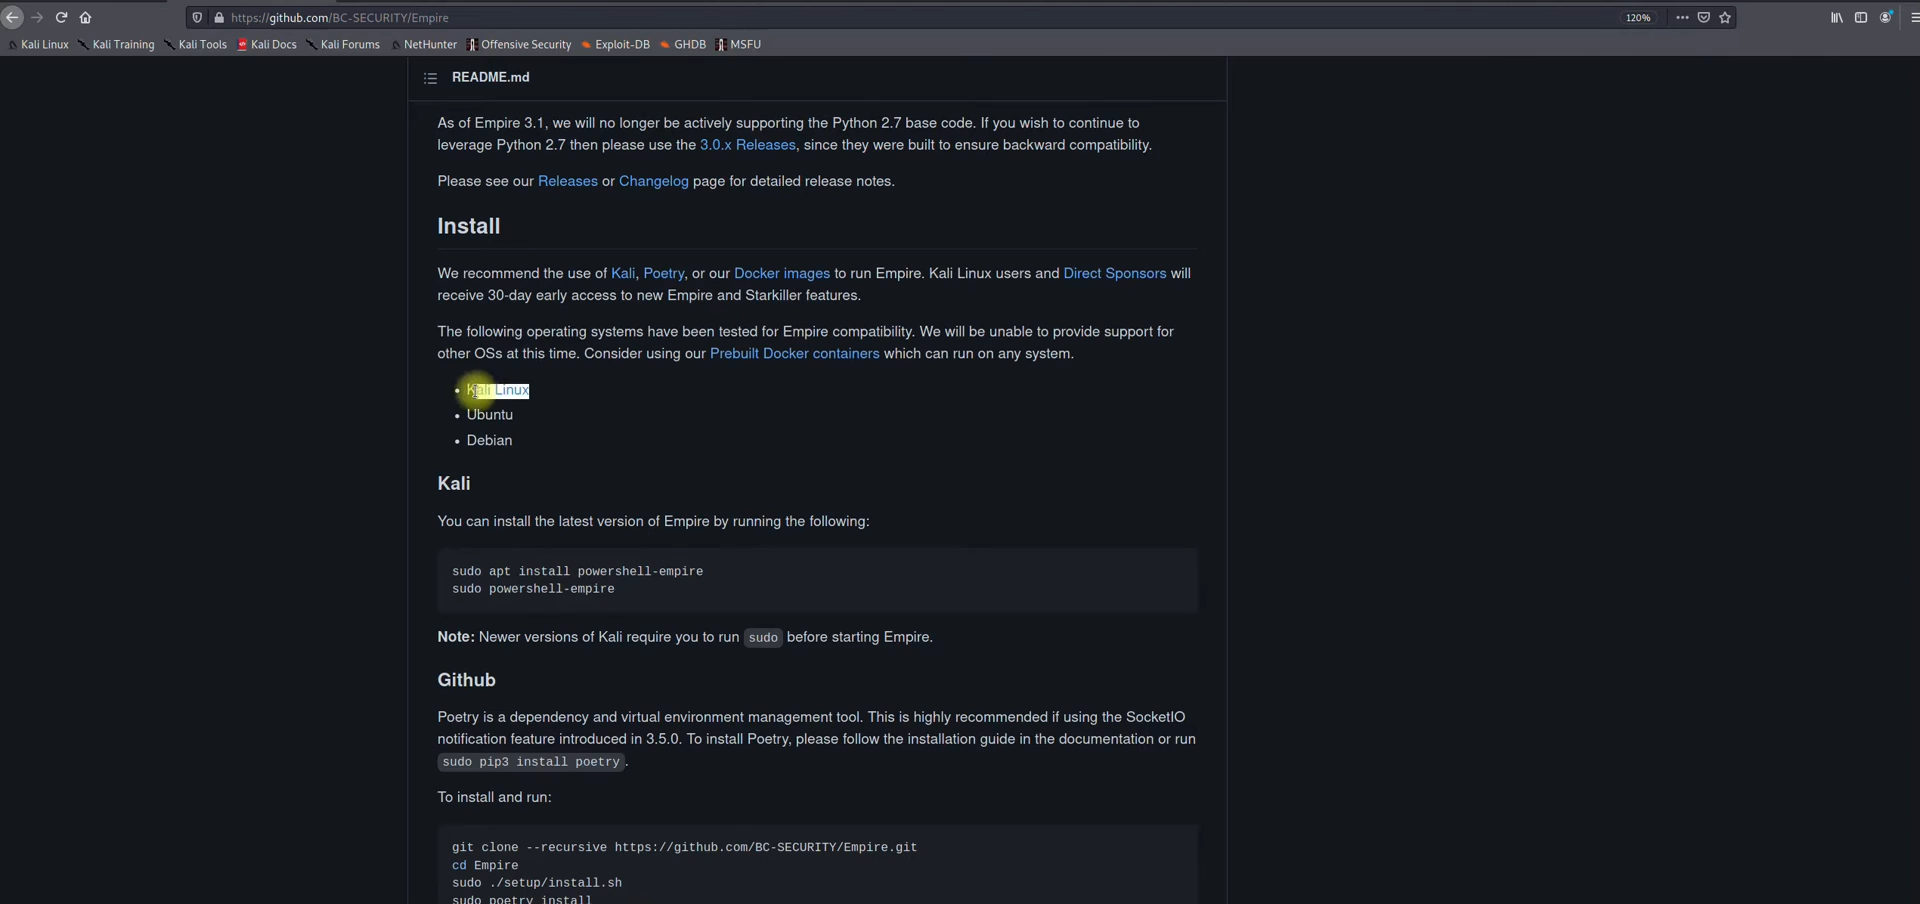 https://github.com/BC-SECURITY/Empire
120%
Kali Linux Kali Training Kali Tools Kali Docs Kali Forums NetHunter Offensive Security Exploit-DB GHDB MSFU
README.md
As of Empire 3.1, we will no longer be actively supporting the Python 2.7 base code. If you wish to continue to
leverage Python 2.7 then please use the 3.0.x Releases, since they were built to ensure backward compatibility.
Please see our Releases or Changelog page for detailed release notes.
Install
We recommend the use of Kali, Poetry, or our Docker images to run Empire. Kali Linux users and Direct Sponsors will
receive 30-day early access to new Empire and Starkiller features.
The following operating systems have been tested for Empire compatibility. We will be unable to provide support for
other OSs at this time. Consider using our Prebuilt Docker containers which can run on any system.
• Kali Linux
• Ubuntu
• Debian
Kali
You can install the latest version of Empire by running the following:
sudo apt install powershell-empire
sudo powershell-empire
Note: Newer versions of Kali require you to run sudo before starting Empire.
Github
Poetry is a dependency and virtual environment management tool. This is highly recommended if using the SocketIO
notification feature introduced in 3.5.0. To install Poetry, please follow the installation guide in the documentation or run
sudo pip3 install poetry.
To install and run:
git clone --recursive https://github.com/BC-SECURITY/Empire.git
cd Empire
sudo ./setup/install.sh
sudo poetry install